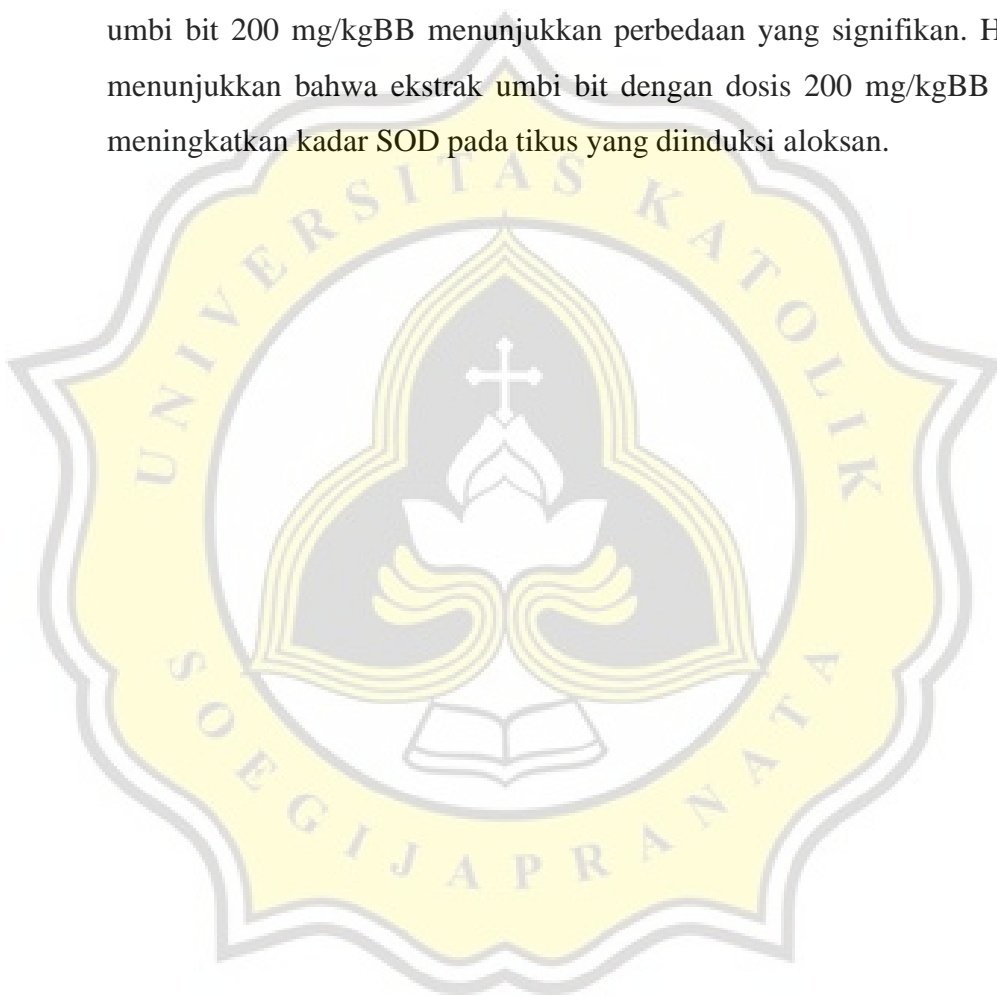 umbi bit 200 mg/kgBB menunjukkan perbedaan yang signifikan. H
menunjukkan bahwa ekstrak umbi bit dengan dosis 200 mg/kgBB
meningkatkan kadar SOD pada tikus yang diinduksi aloksan.
UNIVERSITAS KATOLIK
SOEGIJAPRANATA